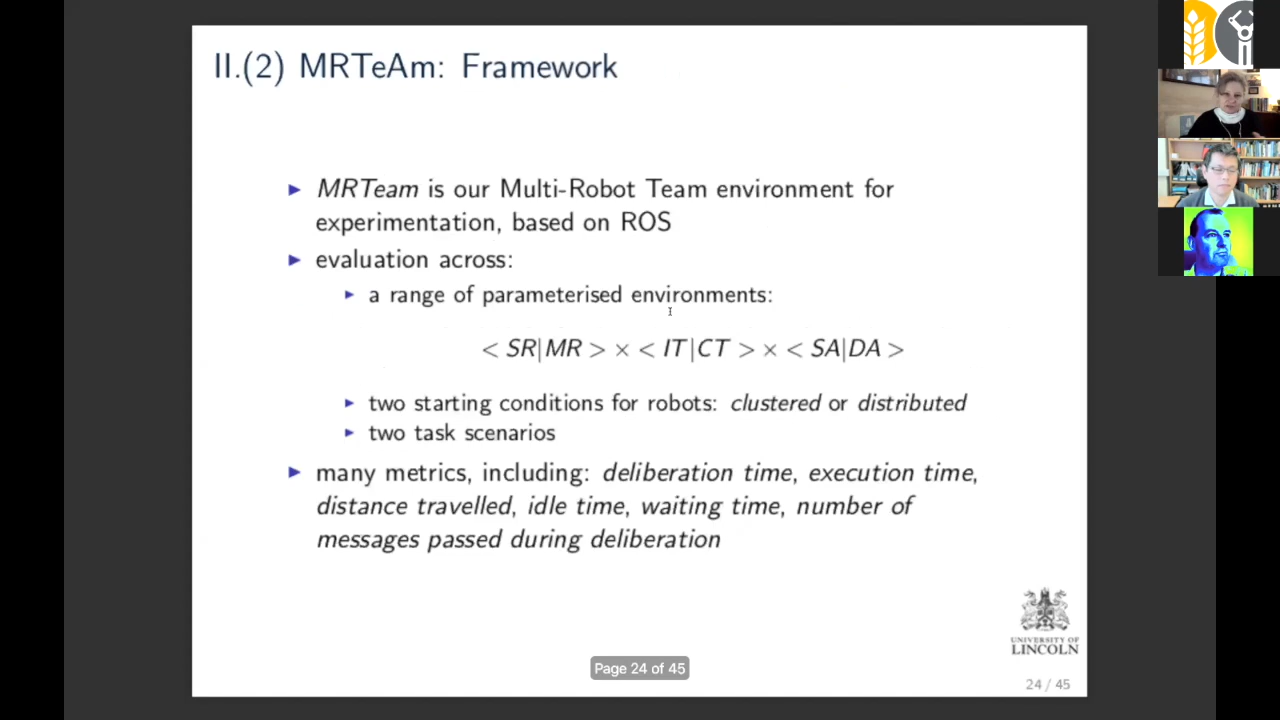 II.(2) MRTeAm: Framework
► MRTeam is our Multi-Robot Team environment for
experimentation, based on ROS
► evaluation across:
► a range of parameterised environments:
< SR|MR > × < IT|CT > × < SA|DA >
► two starting conditions for robots: clustered or distributed
► two task scenarios
► many metrics, including: deliberation time, execution time,
distance travelled, idle time, waiting time, number of
messages passed during deliberation
UNIVERSITY OF
LINCOLN
Page 24 of 45
24 / 45